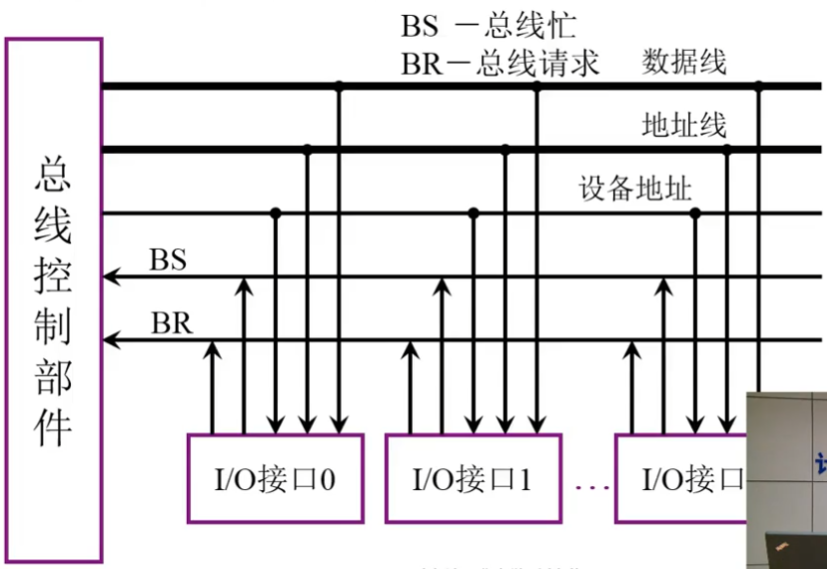 BS －总线忙
BR－总线请求
数据线
地址线
设备地址
BS
BR
总线控制部件
I/O接口0
I/O接口1
…
I/O接口